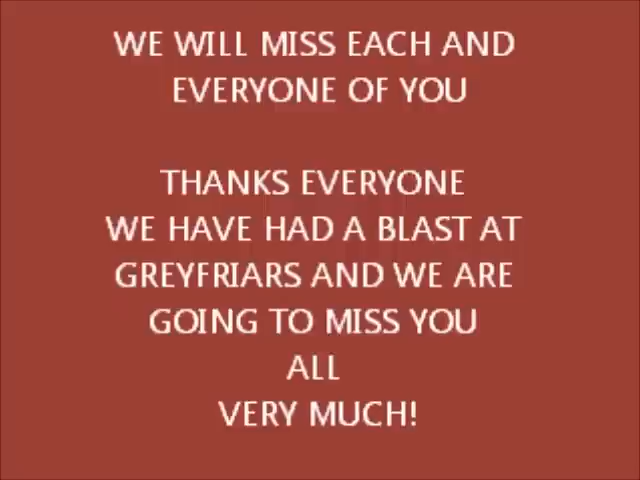 WE WILL MISS EACH AND
EVERYONE OF YOU
THANKS EVERYONE
WE HAVE HAD A BLAST AT
GREYFRIARS AND WE ARE
GOING TO MISS YOU
ALL
VERY MUCH!